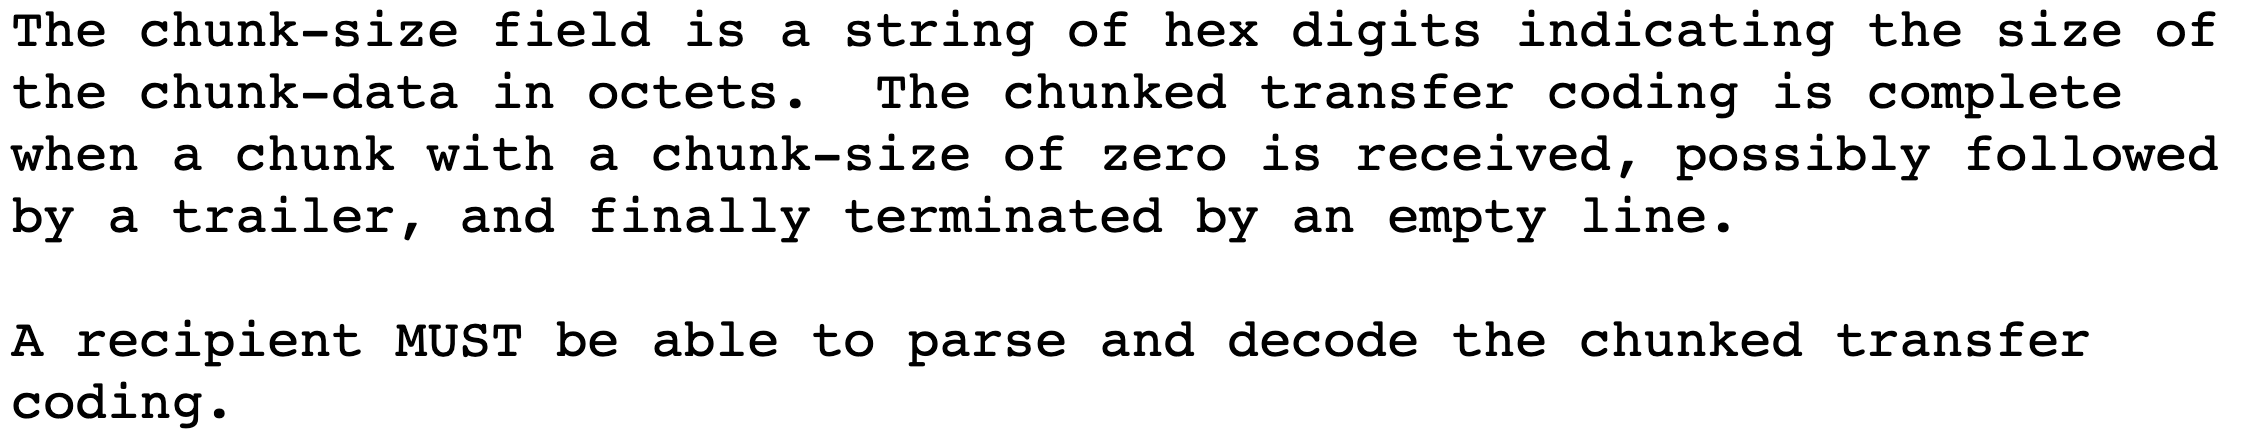 The chunk-size field is a string of hex digits indicating the size of
the chunk-data in octets.  The chunked transfer coding is complete
when a chunk with a chunk-size of zero is received, possibly followed
by a trailer, and finally terminated by an empty line.

A recipient MUST be able to parse and decode the chunked transfer
coding.